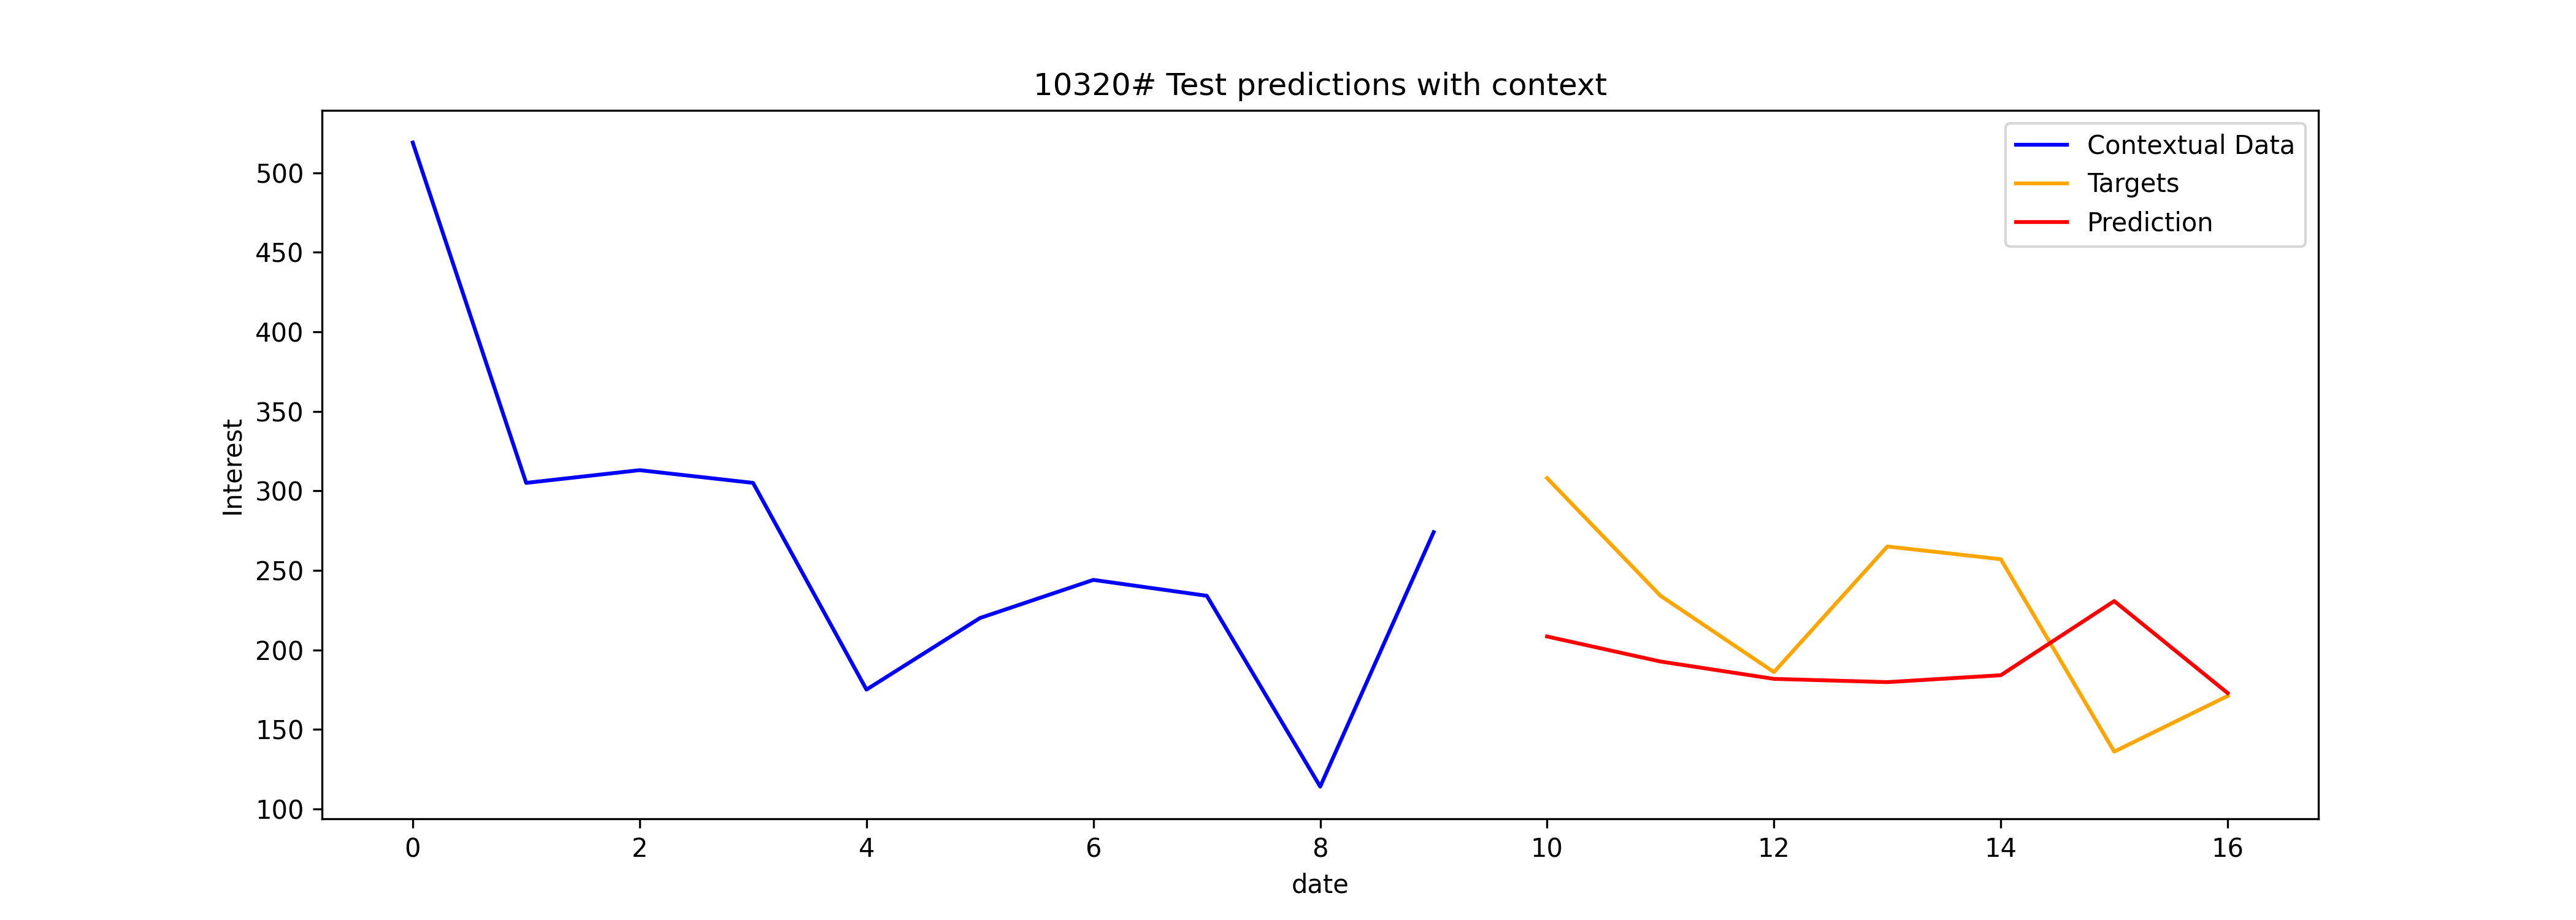 10320# Test predictions with context
Contextual Data
Targets
Prediction
Interest
500
450
400
350
300
250
200
150
100
0 2 4 6 8 10 12 14 16
date